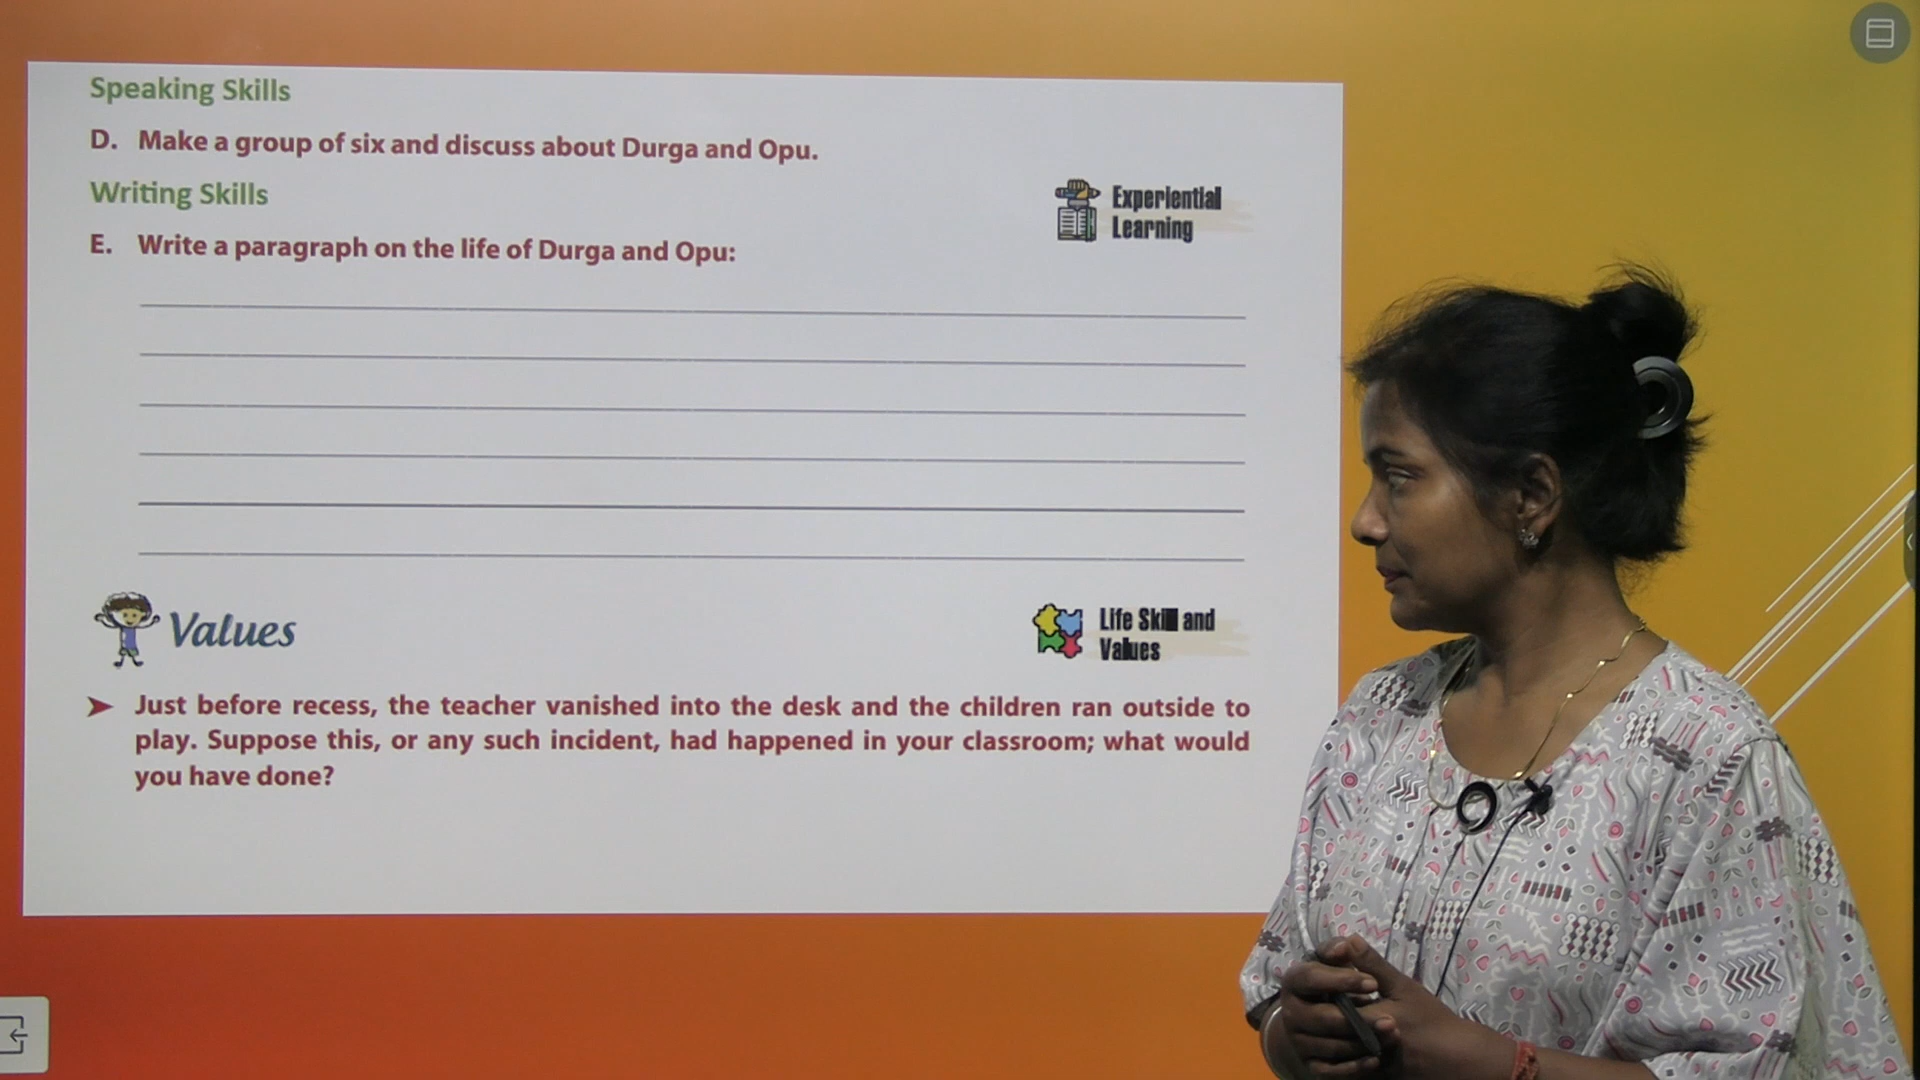 Speaking Skills
D. Make a group of six and discuss about Durga and Opu.
Writing Skills
Experiential
Learning
E. Write a paragraph on the life of Durga and Opu:
Values
Life Skill and
Values
Just before recess, the teacher vanished into the desk and the children ran outside to
play. Suppose this, or any such incident, had happened in your classroom; what would
you have done?